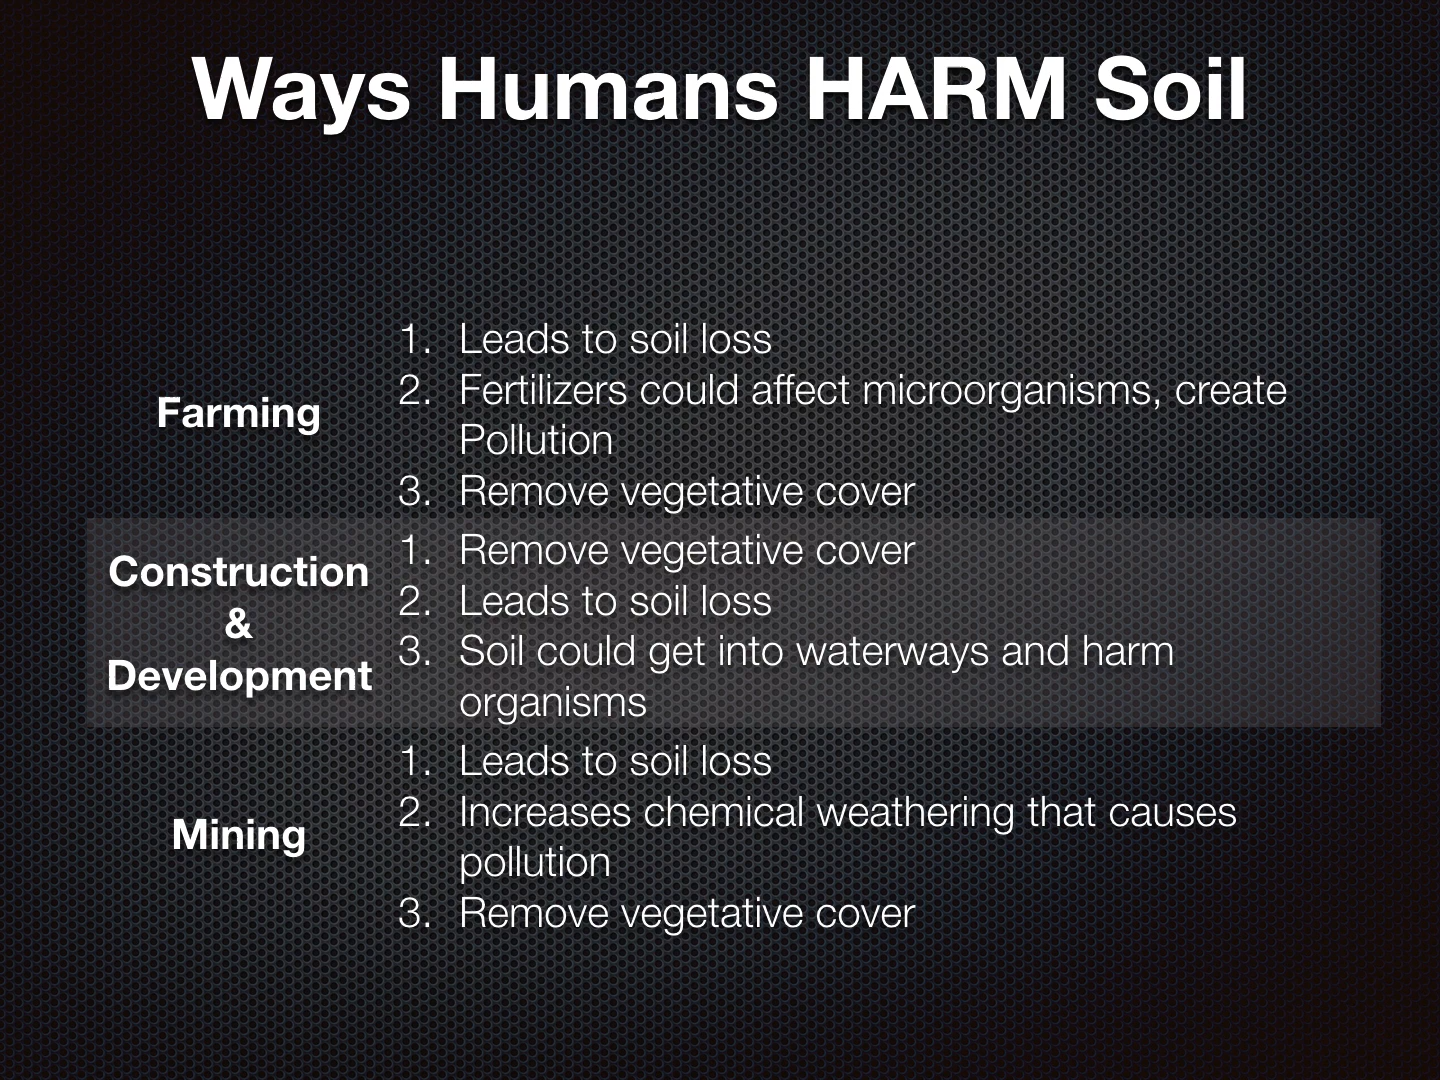 Ways Humans HARM Soil
Farming
1. Leads to soil loss
2. Fertilizers could affect microorganisms, create
Pollution
3. Remove vegetative cover
Construction
&
Development
1. Remove vegetative cover
2. Leads to soil loss
3. Soil could get into waterways and harm
organisms
Mining
1. Leads to soil loss
2. Increases chemical weathering that causes
pollution
3. Remove vegetative cover